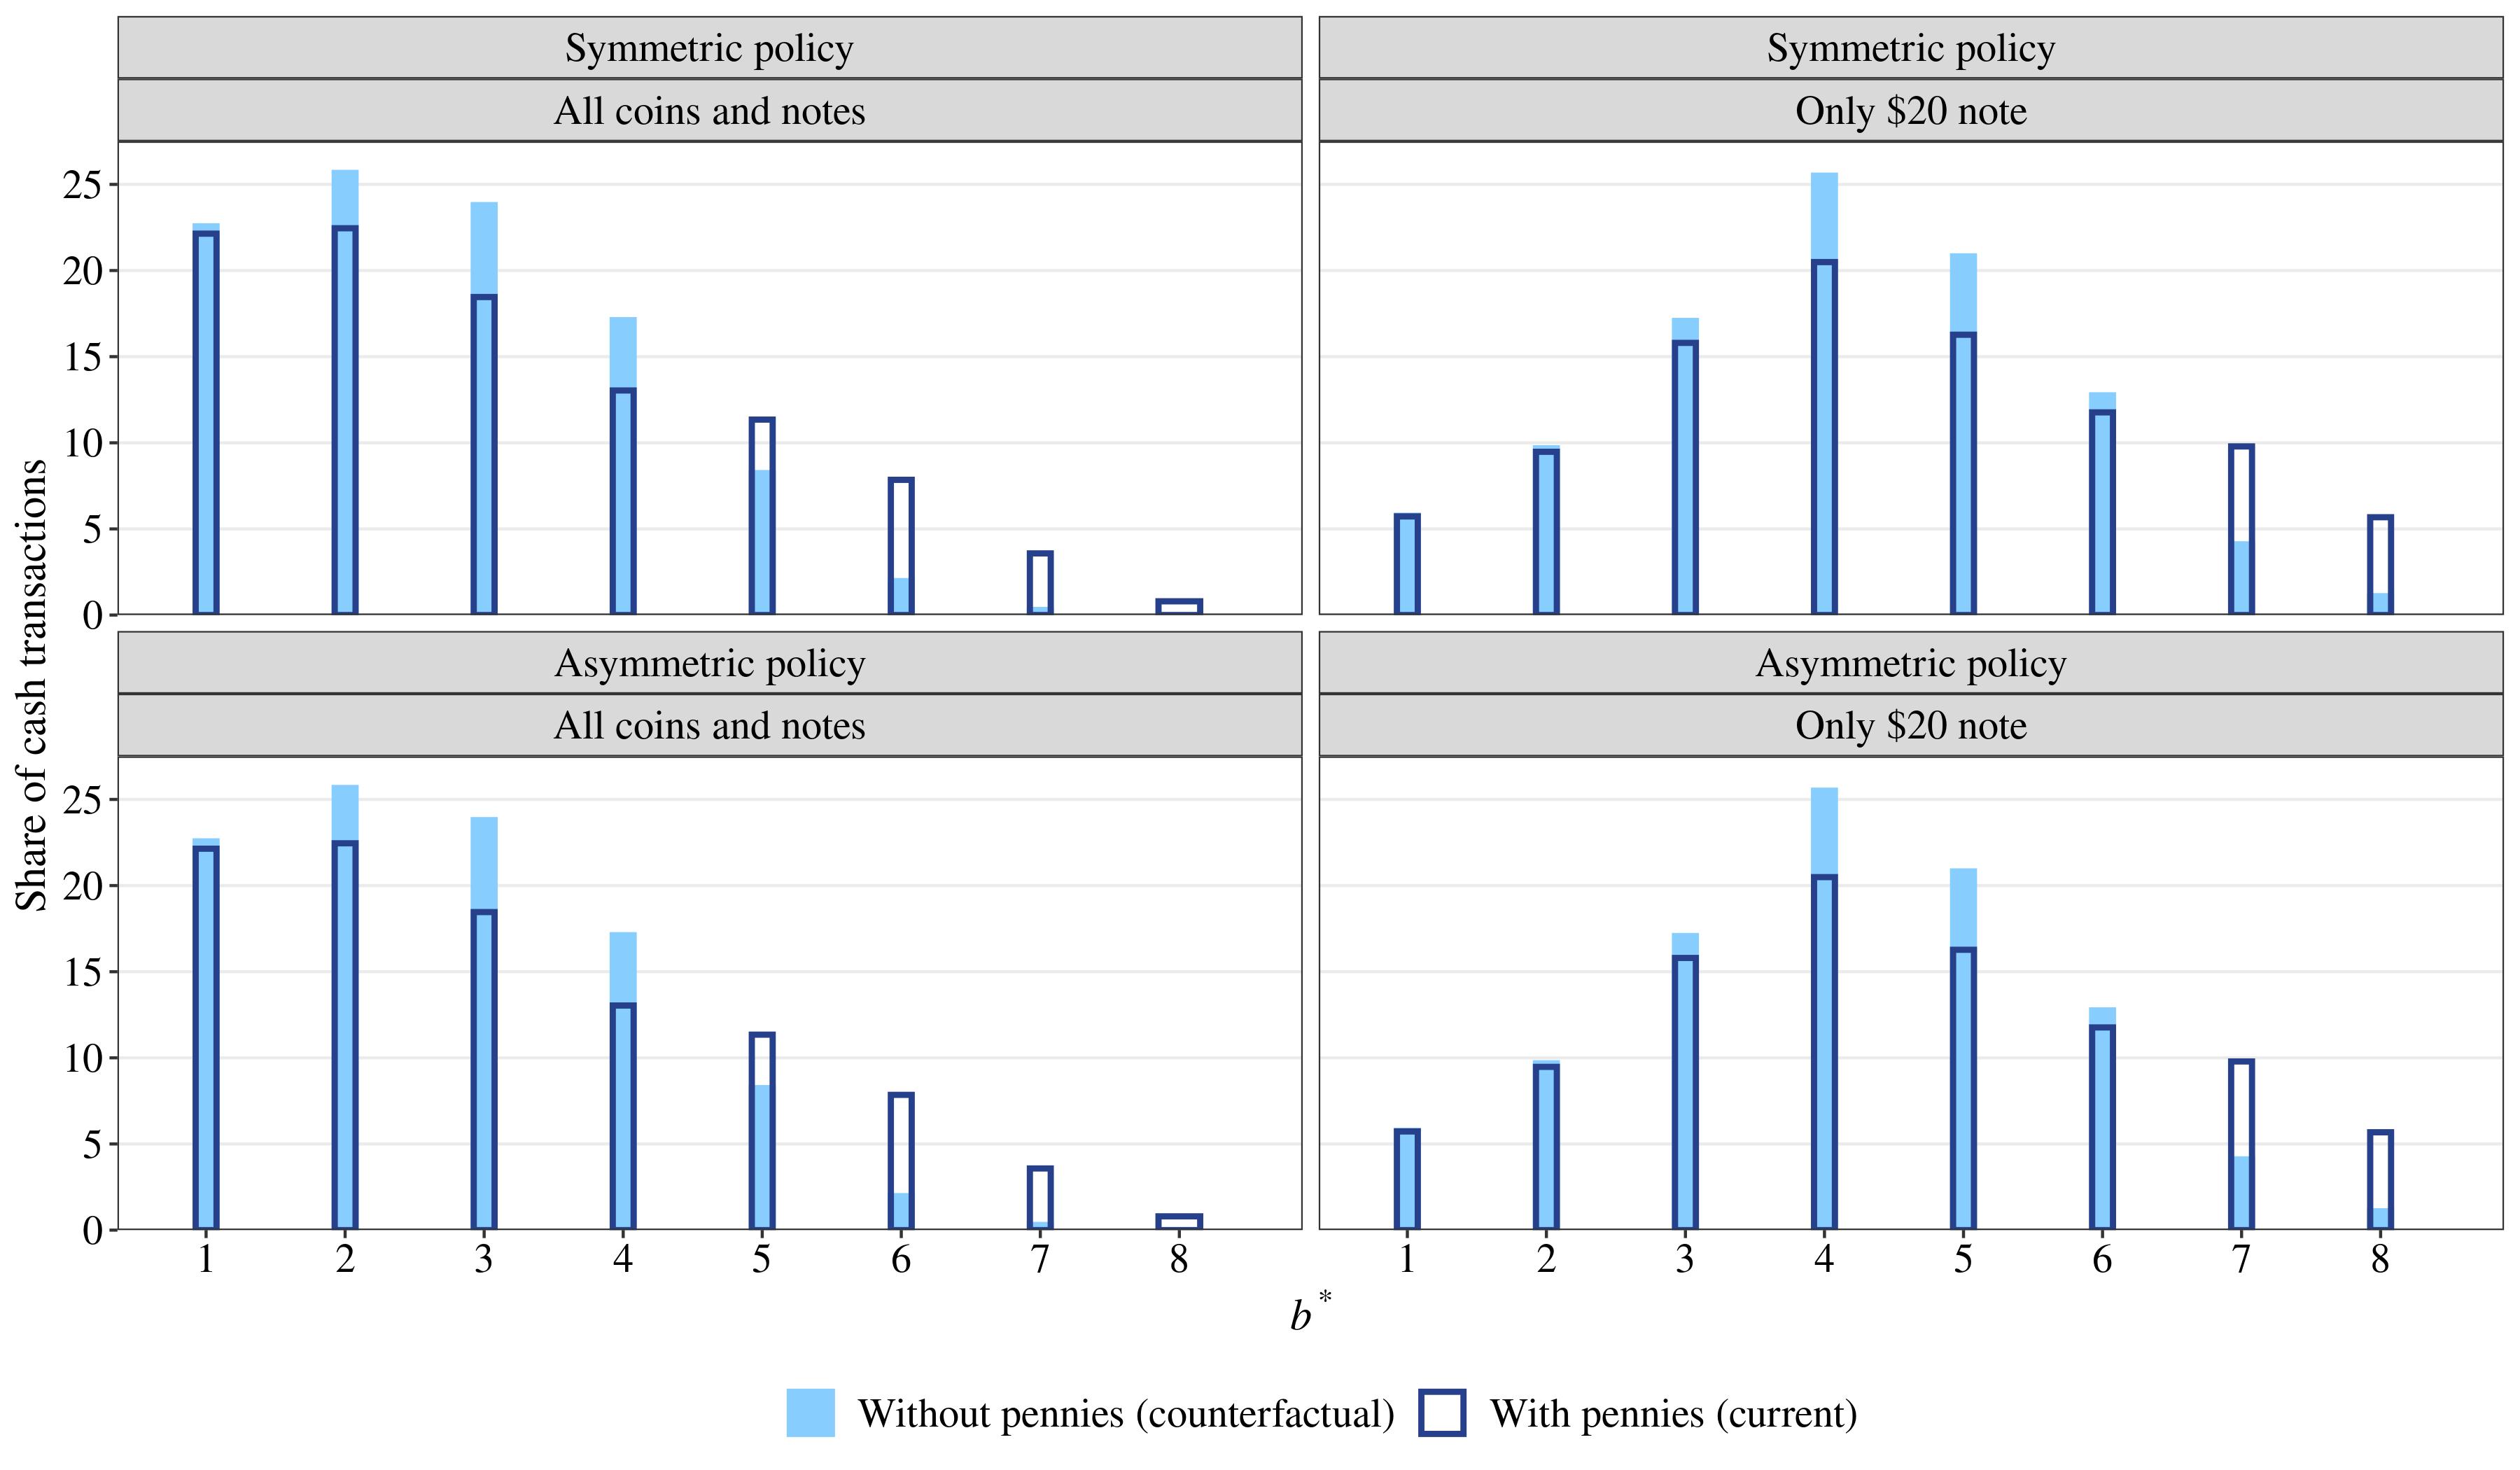 Symmetric policy
All coins and notes
Symmetric policy
Only $20 note
25
20
15
10
5
0
Share of cash transactions
Asymmetric policy
All coins and notes
Asymmetric policy
Only $20 note
25
20
15
10
5
0
1 2 3 4 5 6 7 8
1 2 3 4 5 6 7 8
b*
Without pennies (counterfactual) With pennies (current)